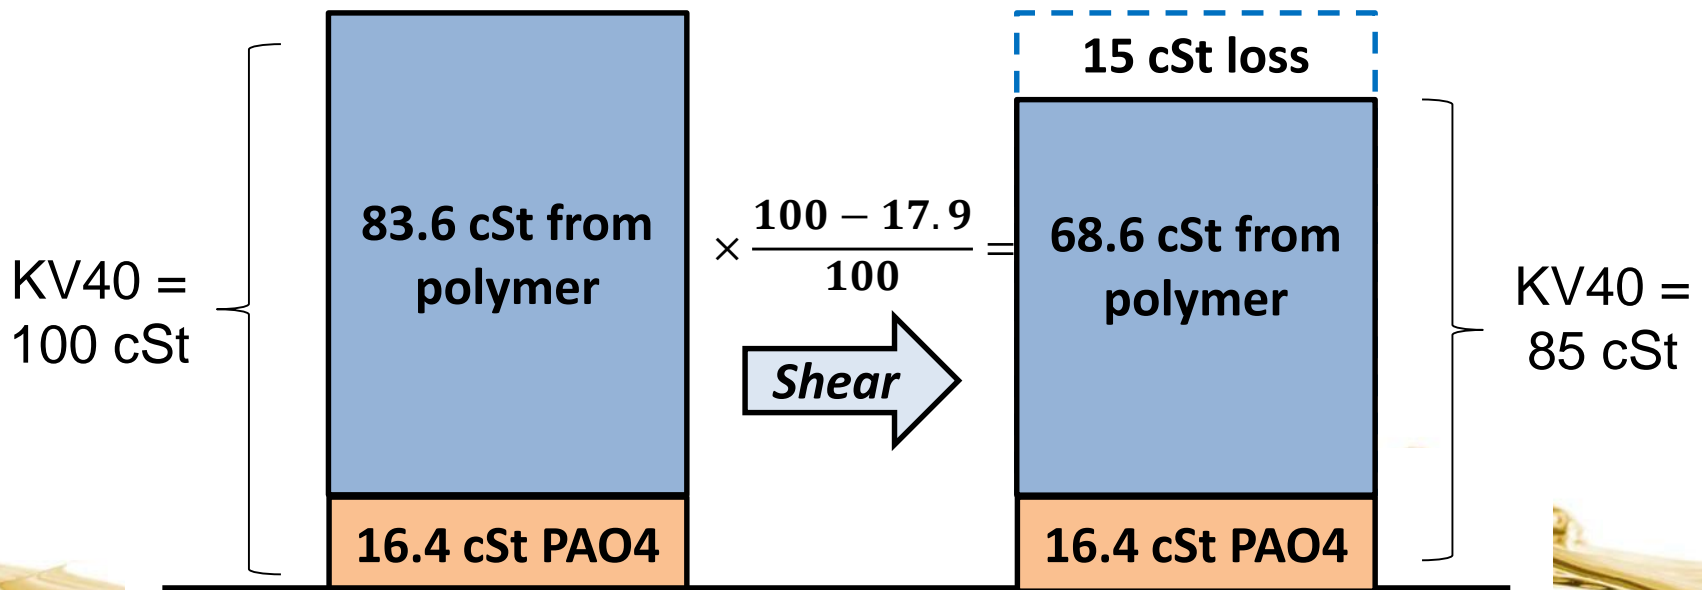 KV40 =
100 cSt
83.6 cSt from
polymer
16.4 cSt PAO4
× 100 − 17.9 =
100
Shear
15 cSt loss
68.6 cSt from
polymer
16.4 cSt PAO4
KV40 =
85 cSt